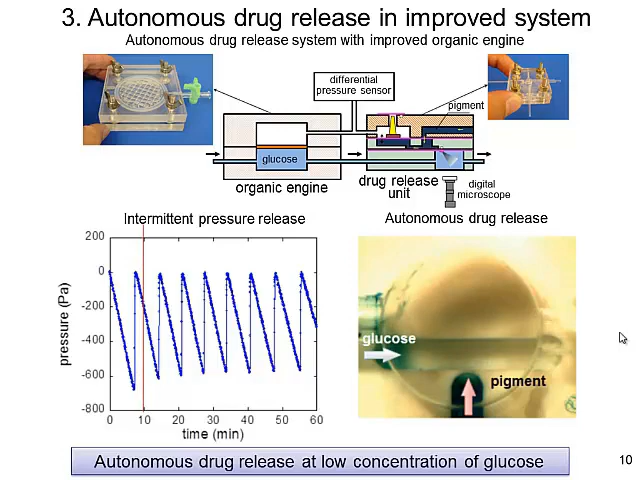 3. Autonomous drug release in improved system
Autonomous drug release system with improved organic engine
differential
pressure sensor
pigment
glucose
organic engine
drug release
unit
digital
microscope
Intermittent pressure release
Autonomous drug release
200
0
-200
-400
-600
-800
pressure (Pa)
0 10 20 30 40 50 60
time (min)
glucose
pigment
Autonomous drug release at low concentration of glucose
10